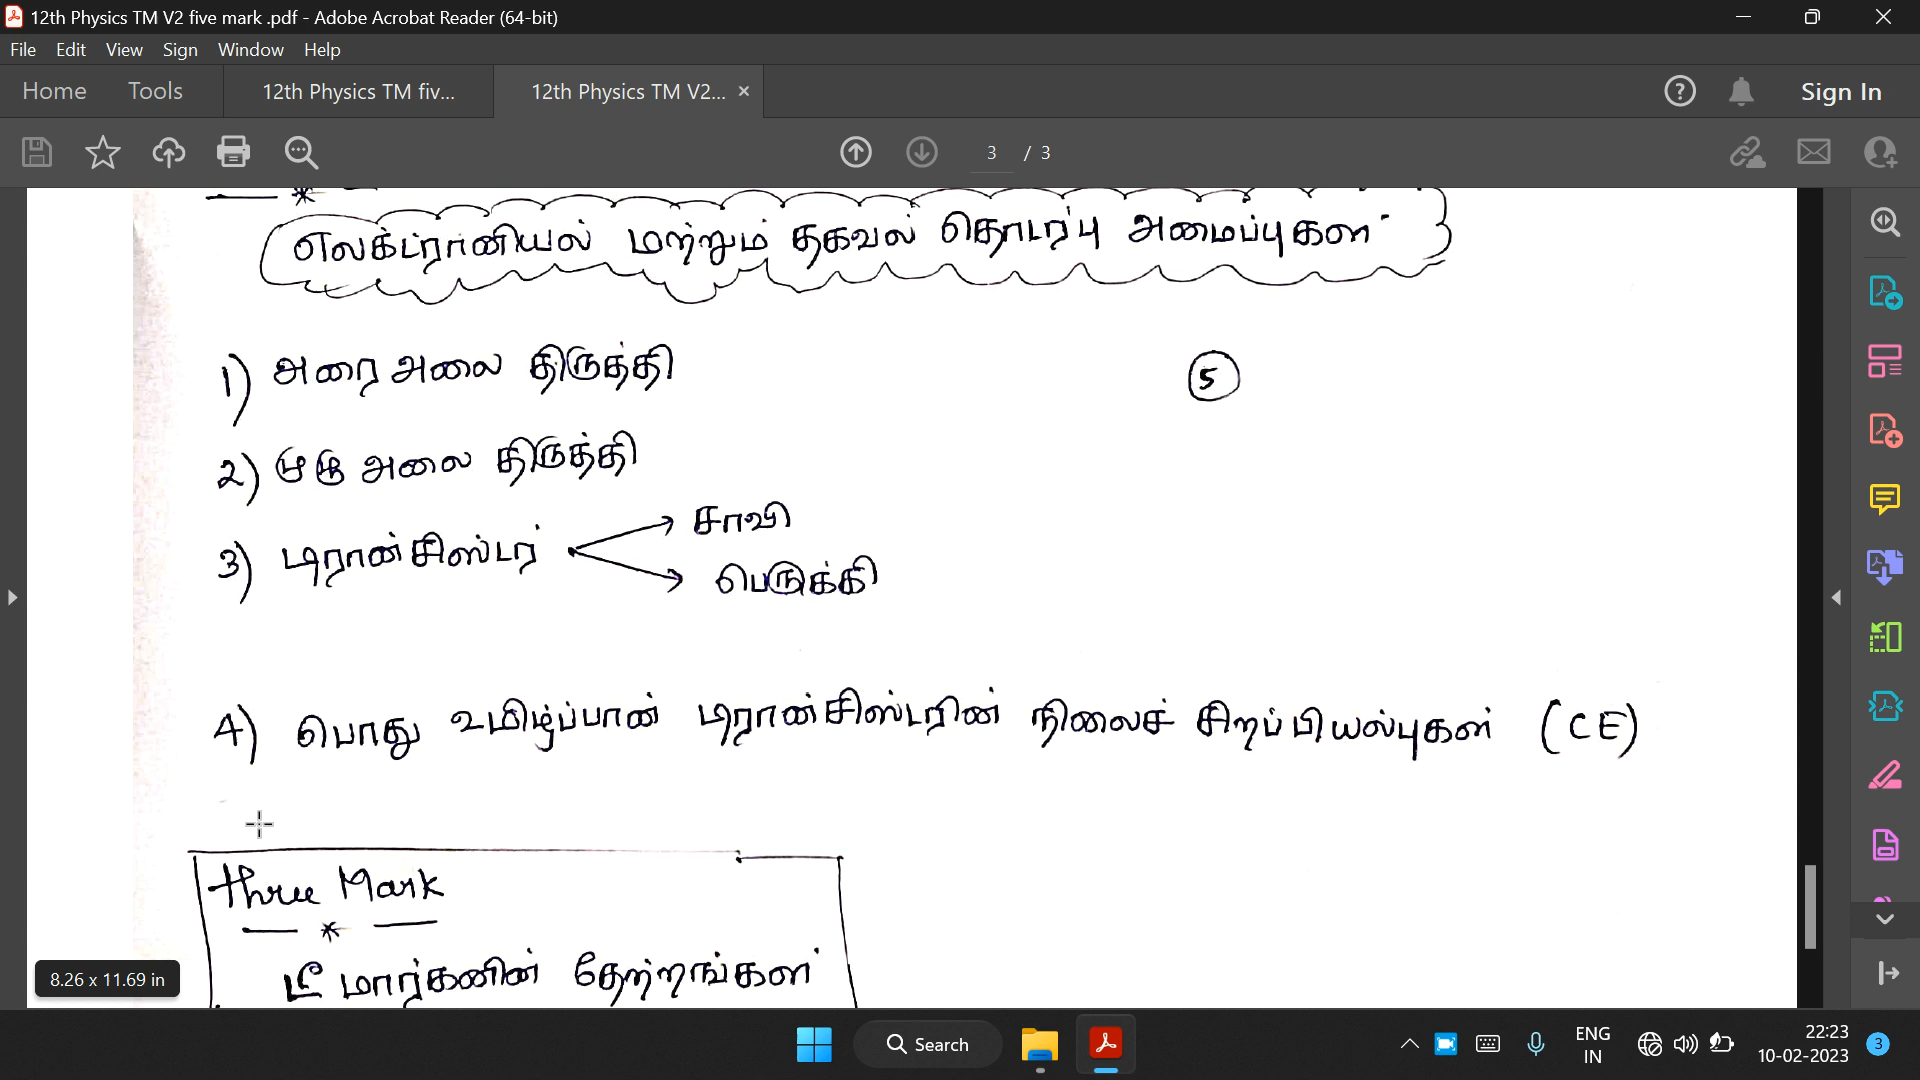 12th Physics TM V2 five mark .pdf - Adobe Acrobat Reader (64-bit)
File Edit View Sign Window Help
Home Tools 12th Physics TM fiv... 12th Physics TM V2... × Sign In
3 / 3
எலக்ட்ரானியல் மற்றும் தகவல் தொடர்பு அமைப்புகள்
1) அரை அலை திருத்தி
5
2) முழு அலை திருத்தி
3) டிரான்சிஸ்டர் → சாவி
→ பெருக்கி
4) பொது உமிழ்ப்பான் டிரான்சிஸ்டரின் நிலைச் சிறப்பியல்புகள் (CE)
Three Mark
டீ மார்கனின் தேற்றங்கள்
8.26 x 11.69 in
Search
ENG
IN
22:23
10-02-2023
3